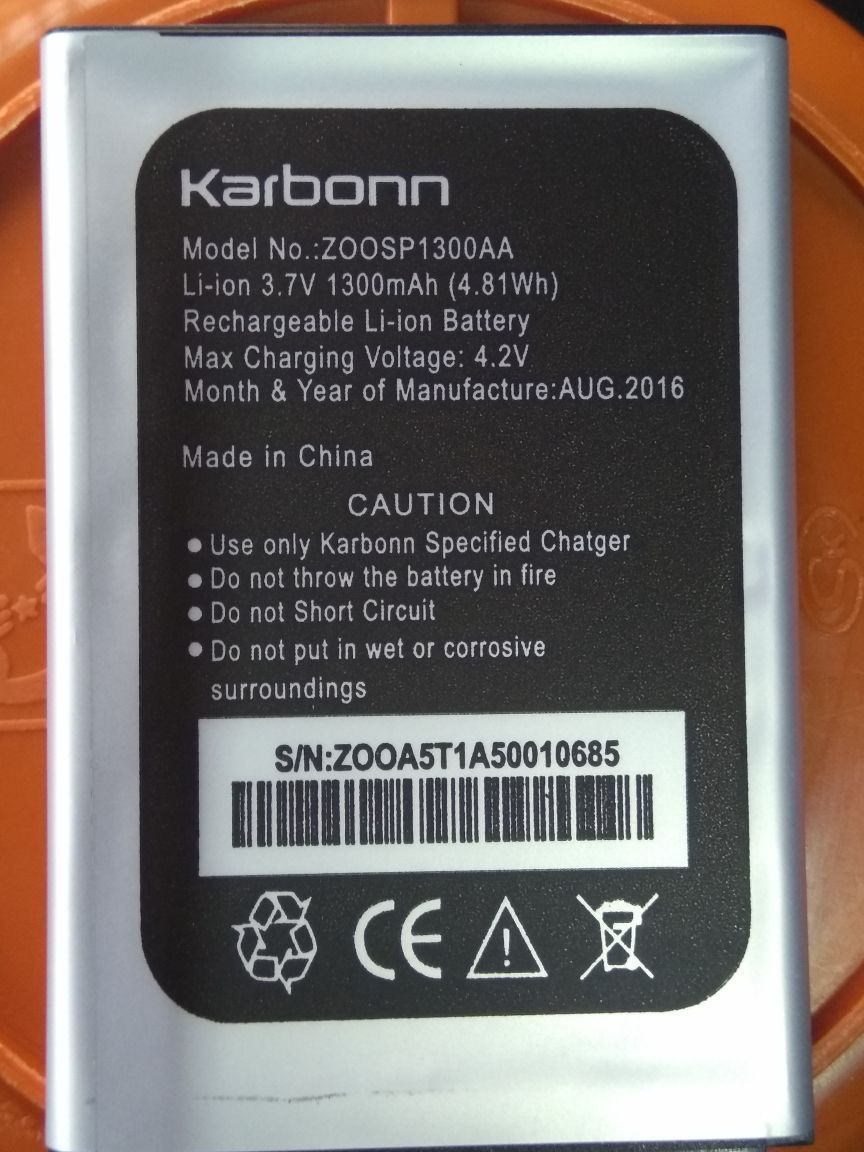 Karbonn
Model No.:ZOOSP1300AA
Li-ion 3.7V 1300mAh (4.81Wh)
Rechargeable Li-ion Battery
Max Charging Voltage: 4.2V
Month & Year of Manufacture:AUG.2016
Made in China
CAUTION
● Use only Karbonn Specified Chatger
● Do not throw the battery in fire
● Do not Short Circuit
● Do not put in wet or corrosive
surroundings
S/N:ZOOA5T1A50010685
CE